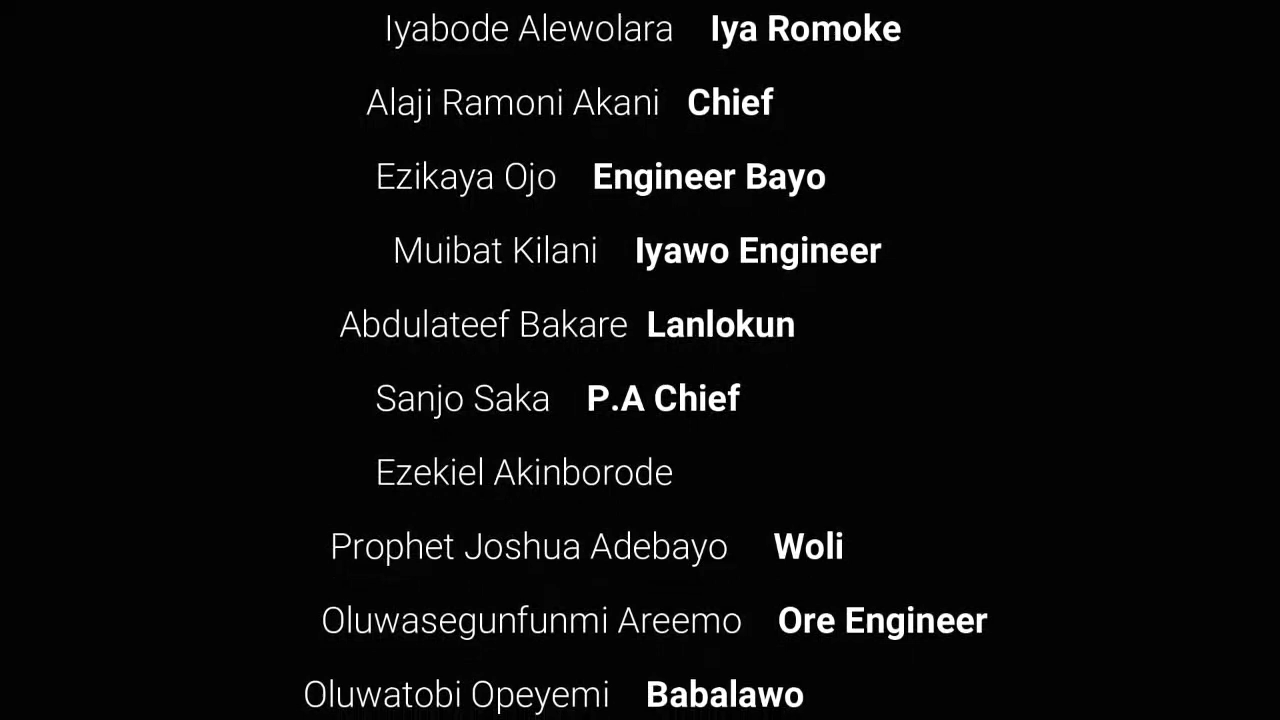 Iyabode Alewolara Iya Romoke
Alaji Ramoni Akani Chief
Ezikaya Ojo Engineer Bayo
Muibat Kilani Iyawo Engineer
Abdulateef Bakare Lanlokun
Sanjo Saka P.A Chief
Ezekiel Akinborode
Prophet Joshua Adebayo Woli
Oluwasegunfunmi Areemo Ore Engineer
Oluwatobi Opeyemi Babalawo